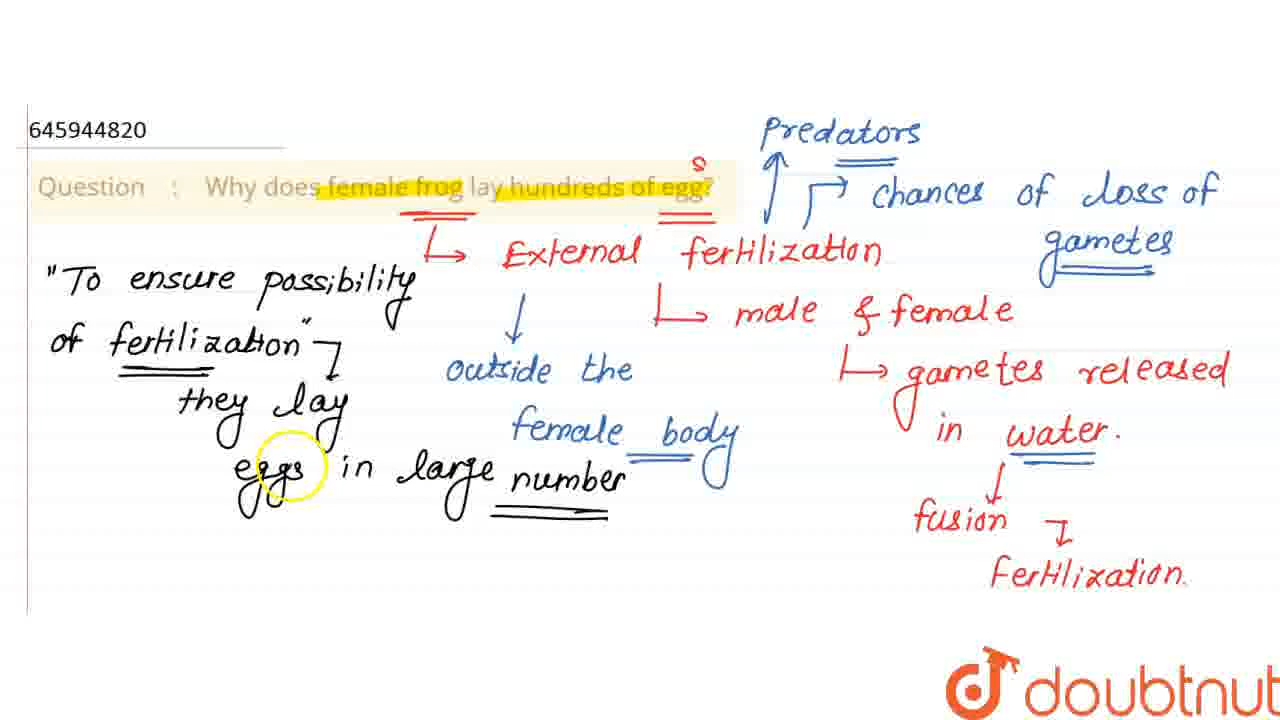 645944820
Question : Why does female frog lay hundreds of egg?
s
Predators
chances of loss of
gametes
External fertilization
male & female
gametes released
in water.
fusion
Fertilization.
outside the
female body
"To ensure possibility
of fertilization"
they lay
eggs in large number
doubtnut